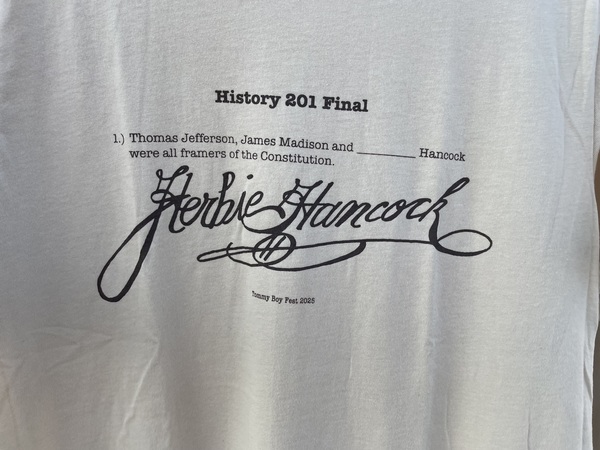 History 201 Final
1.) Thomas Jefferson, James Madison and __________ Hancock
were all framers of the Constitution.
Herbie Hancock
Tommy Boy Fest 2025